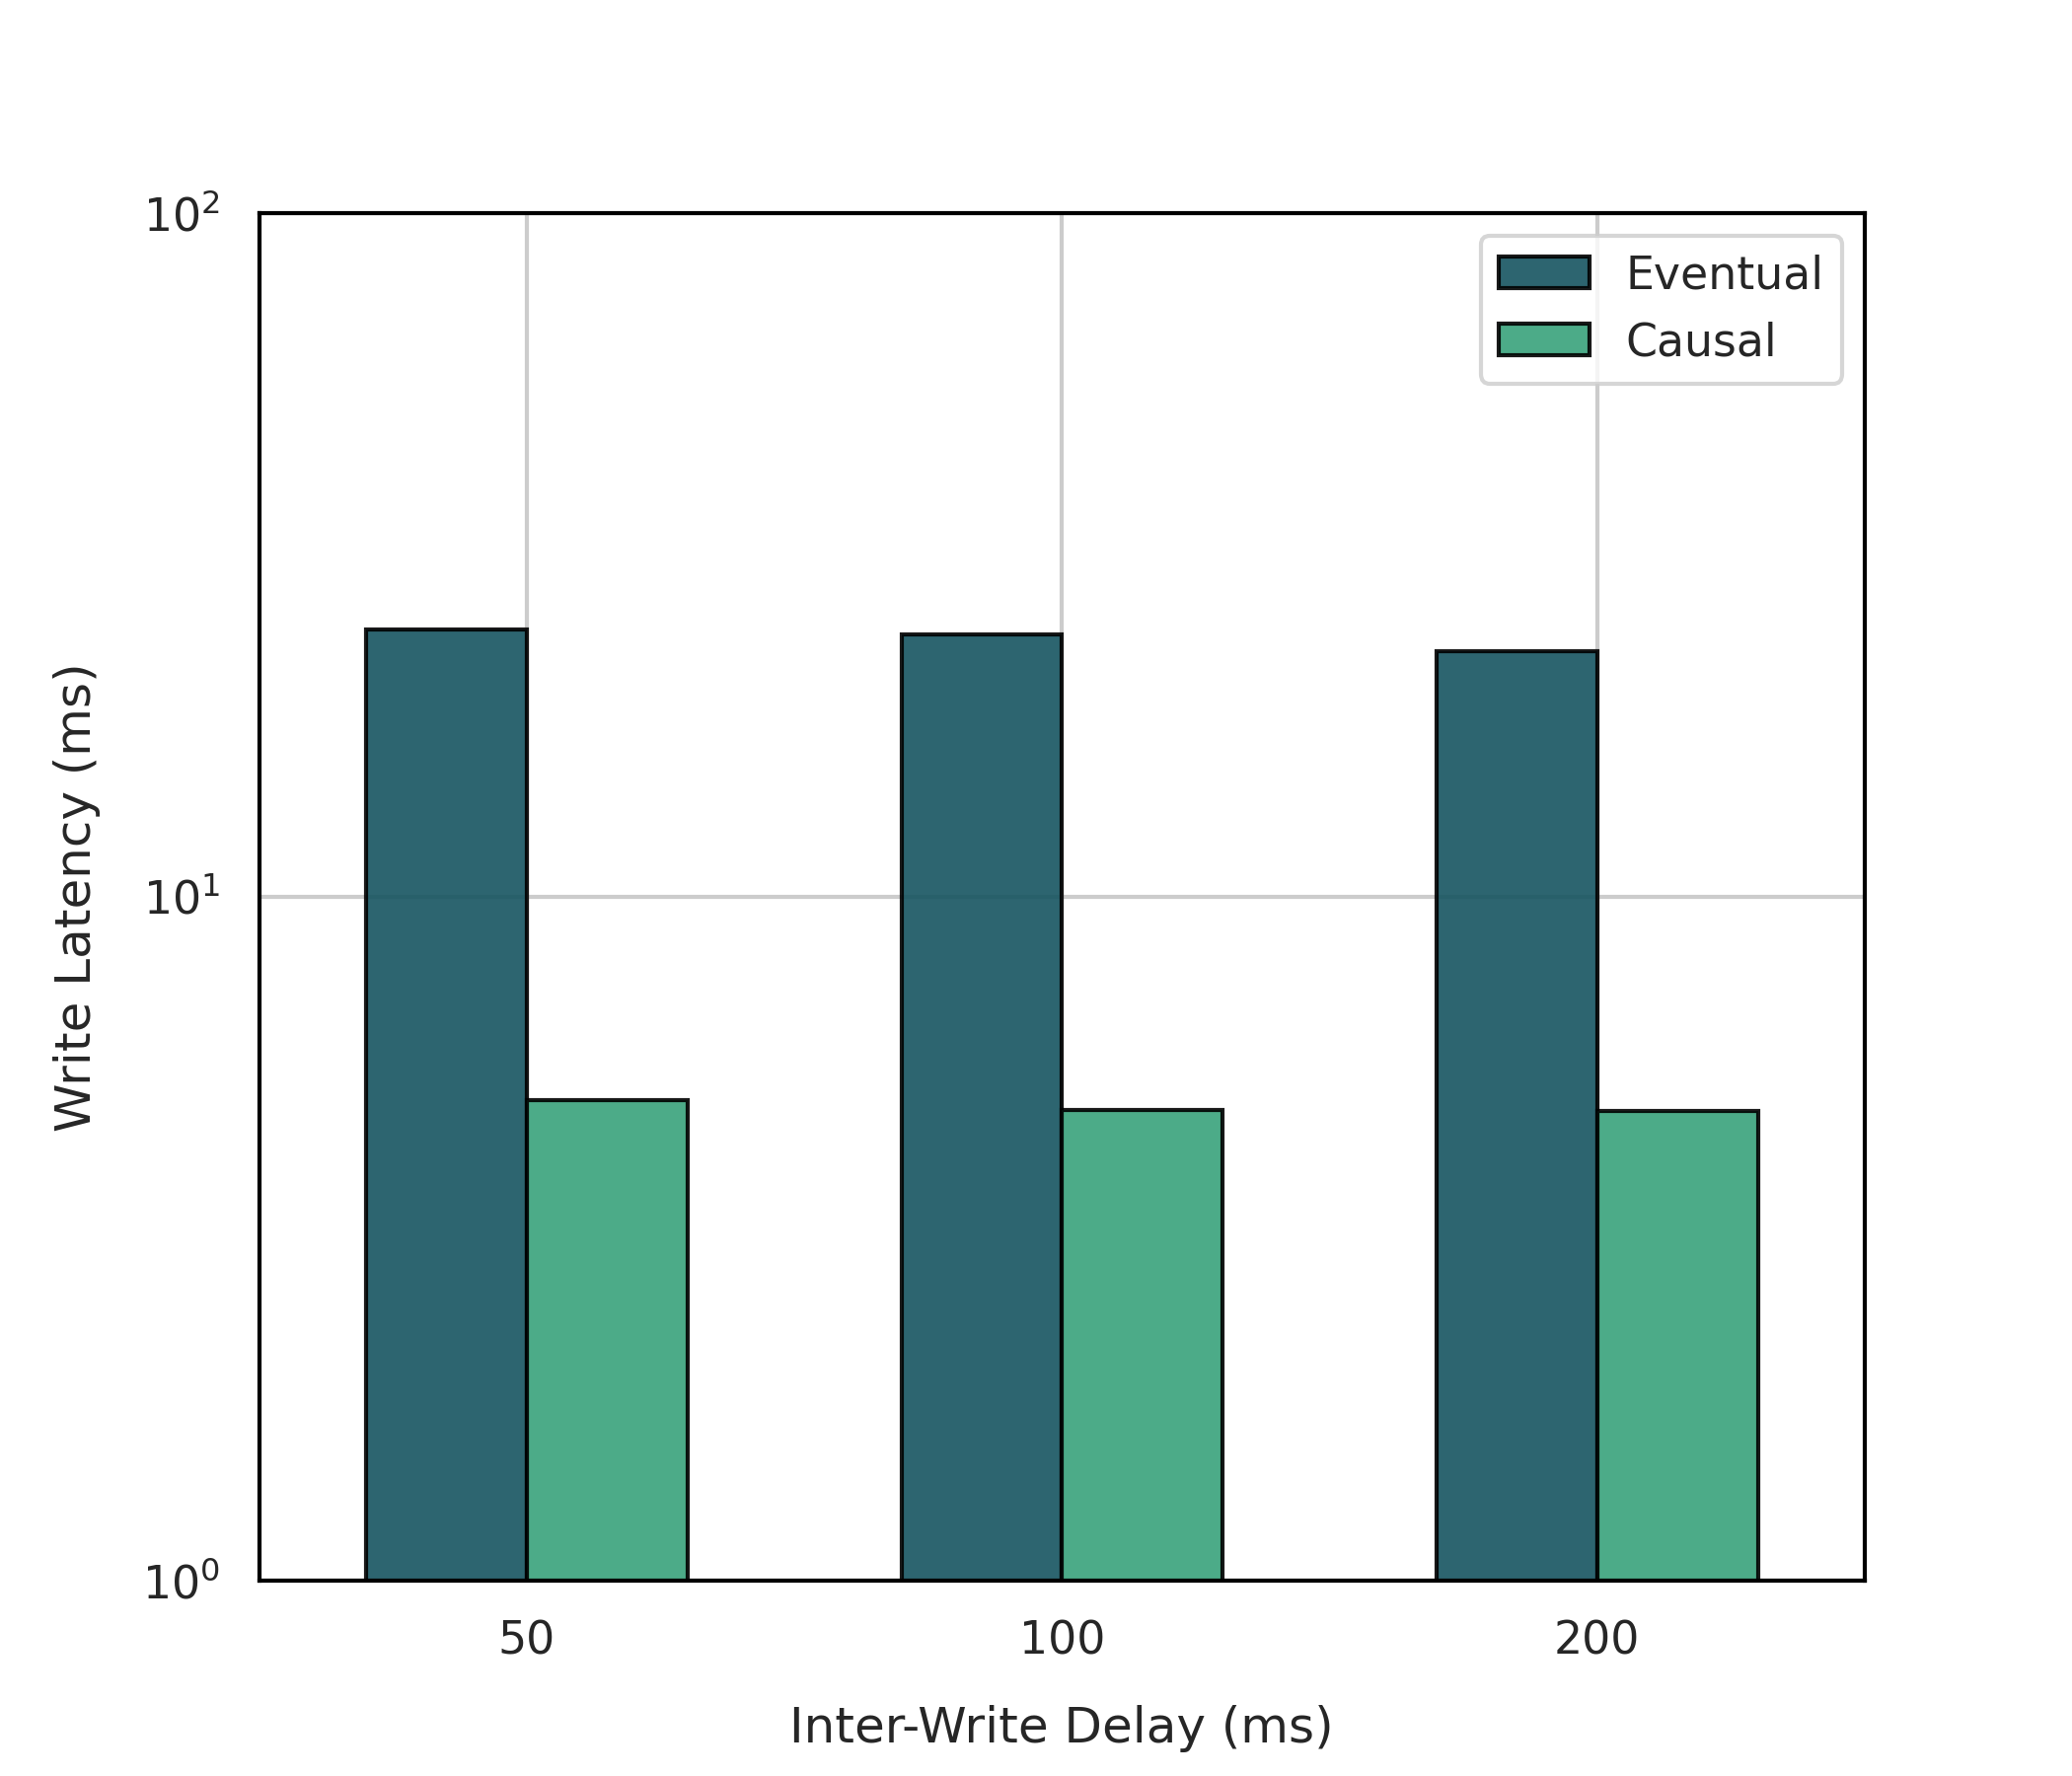 10²
Eventual
Causal
10¹
10⁰
Write Latency (ms)
50 100 200
Inter-Write Delay (ms)